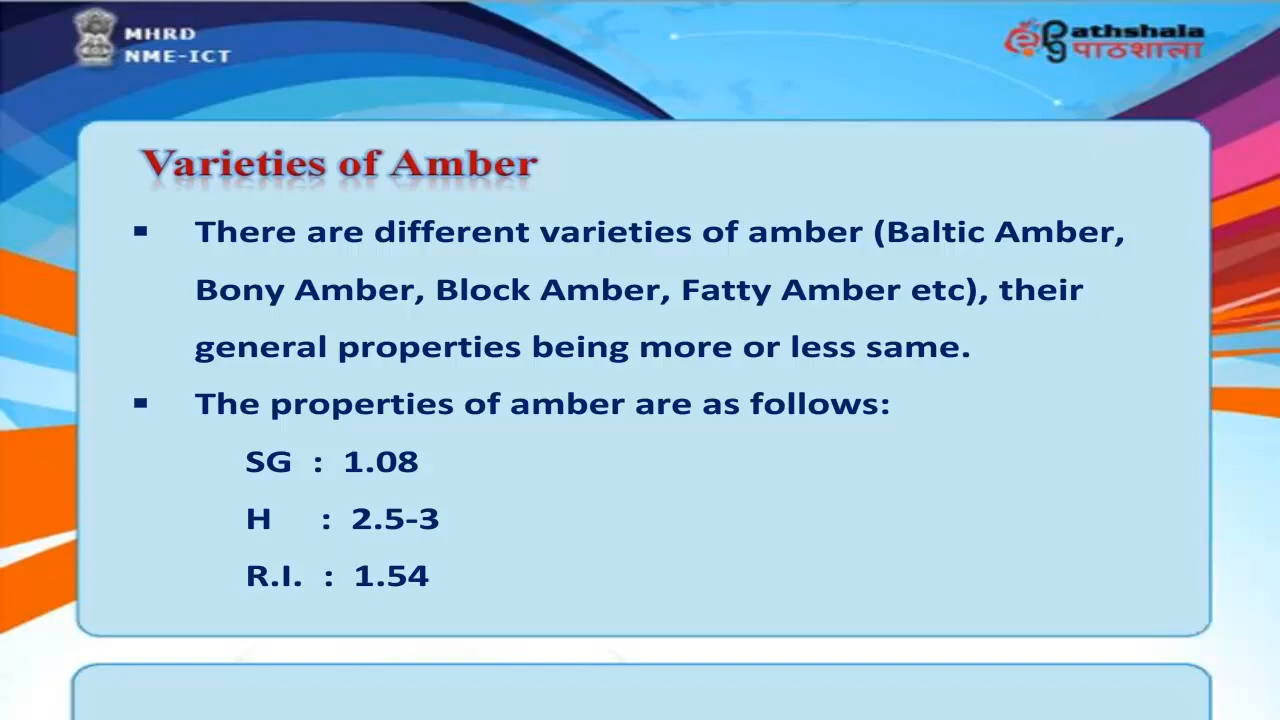 MHRD
NME-ICT
ePG athshala
पाठशाला
Varieties of Amber
▪ There are different varieties of amber (Baltic Amber,
Bony Amber, Block Amber, Fatty Amber etc), their
general properties being more or less same.
▪ The properties of amber are as follows:
SG : 1.08
H : 2.5-3
R.I. : 1.54